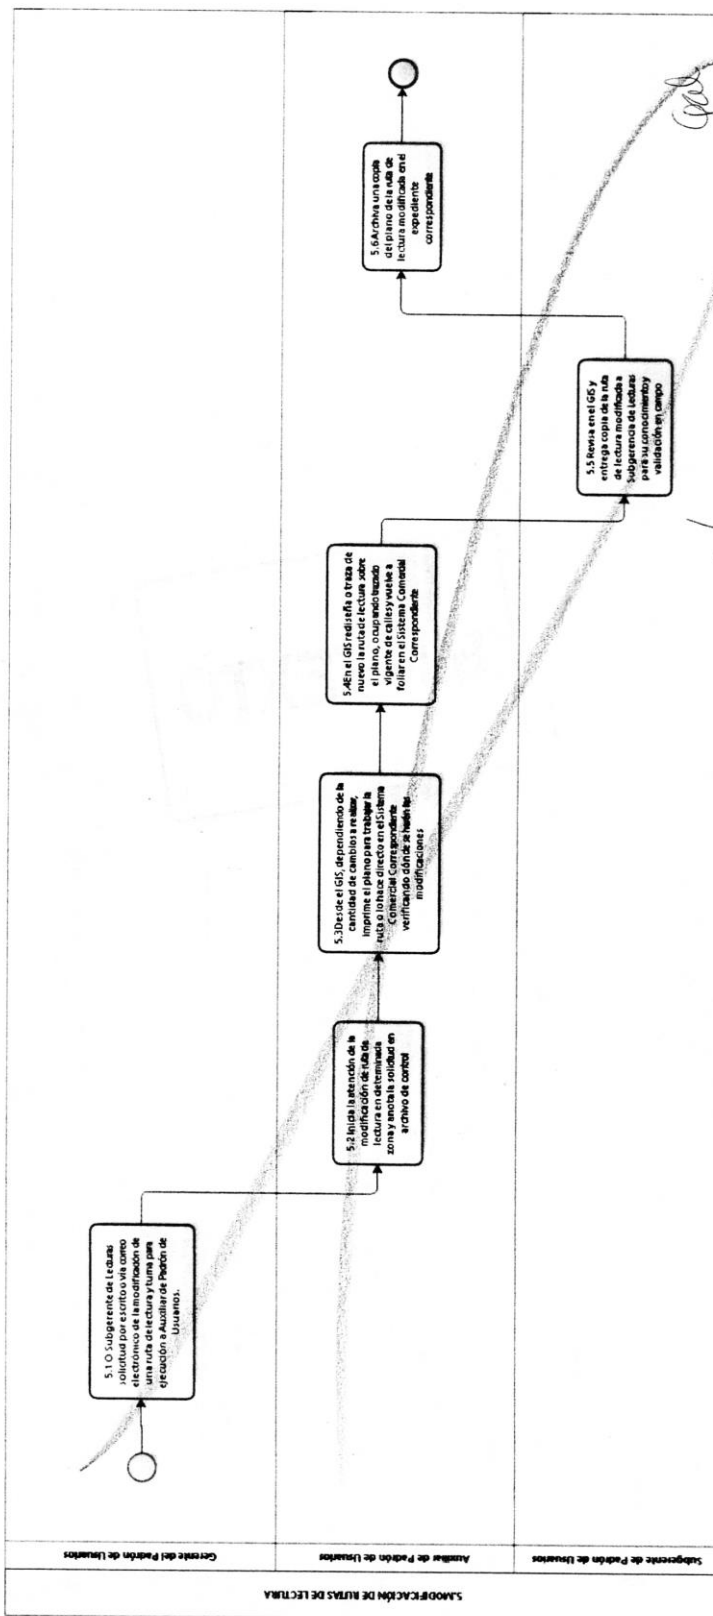 5.MODIFICACIÓN DE RUTAS DE LECTURA
Gerente del Padrón de Usuarios
Auxiliar de Padrón de Usuarios
Subgerente de Padrón de Usuarios
5.1 O Subgerente de Lecturas
solicitud por escrito o vía correo
electrónico de la modificación de
una ruta de lectura y turna para
ejecución a Auxiliar de Padrón de
Usuarios.
5.2 Inicia la atención de la
modificación de ruta de
lectura en determinada
zona y anota la solicitud en
archivo de control
5.3 Desde el GIS, dependiendo de la
cantidad de cambios a realizar,
imprime el plano para trabajar la
ruta o lo hace directo en el Sistema
Comercial Correspondiente
verificando dónde se harán las
modificaciones
5.4 En el GIS rediseña o traza de
nuevo la ruta de lectura sobre
el plano, ocupando trazado
vigente de calles y vuelve a
foliar en el Sistema Comercial
Correspondiente
5.5 Revisa en el GIS y
entrega copia de la ruta
de lectura modificada a
Subgerencia de Lecturas
para su conocimiento y
validación en campo
5.6 Archiva una copia
del plano de la ruta de
lectura modificada en el
expediente
correspondiente